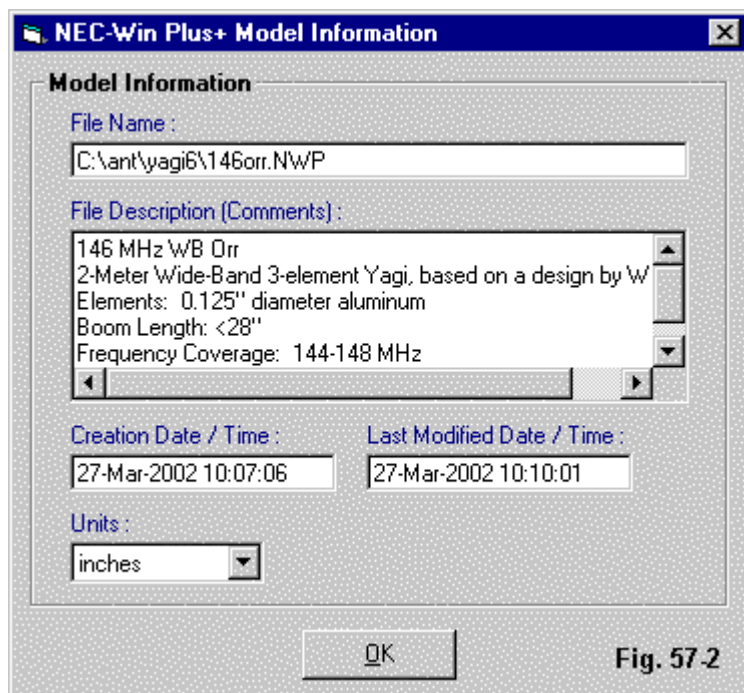 NEC-Win Plus+ Model Information
Model Information
File Name :
C:\ant\yagi6\146orr.NWP
File Description (Comments) :
146 MHz WB Orr
2-Meter Wide-Band 3-element Yagi, based on a design by W
Elements:  0.125" diameter aluminum
Boom Length: <28"
Frequency Coverage:  144-148 MHz
Creation Date / Time :
Last Modified Date / Time :
27-Mar-2002 10:07:06
27-Mar-2002 10:10:01
Units :
inches
OK
Fig. 57-2